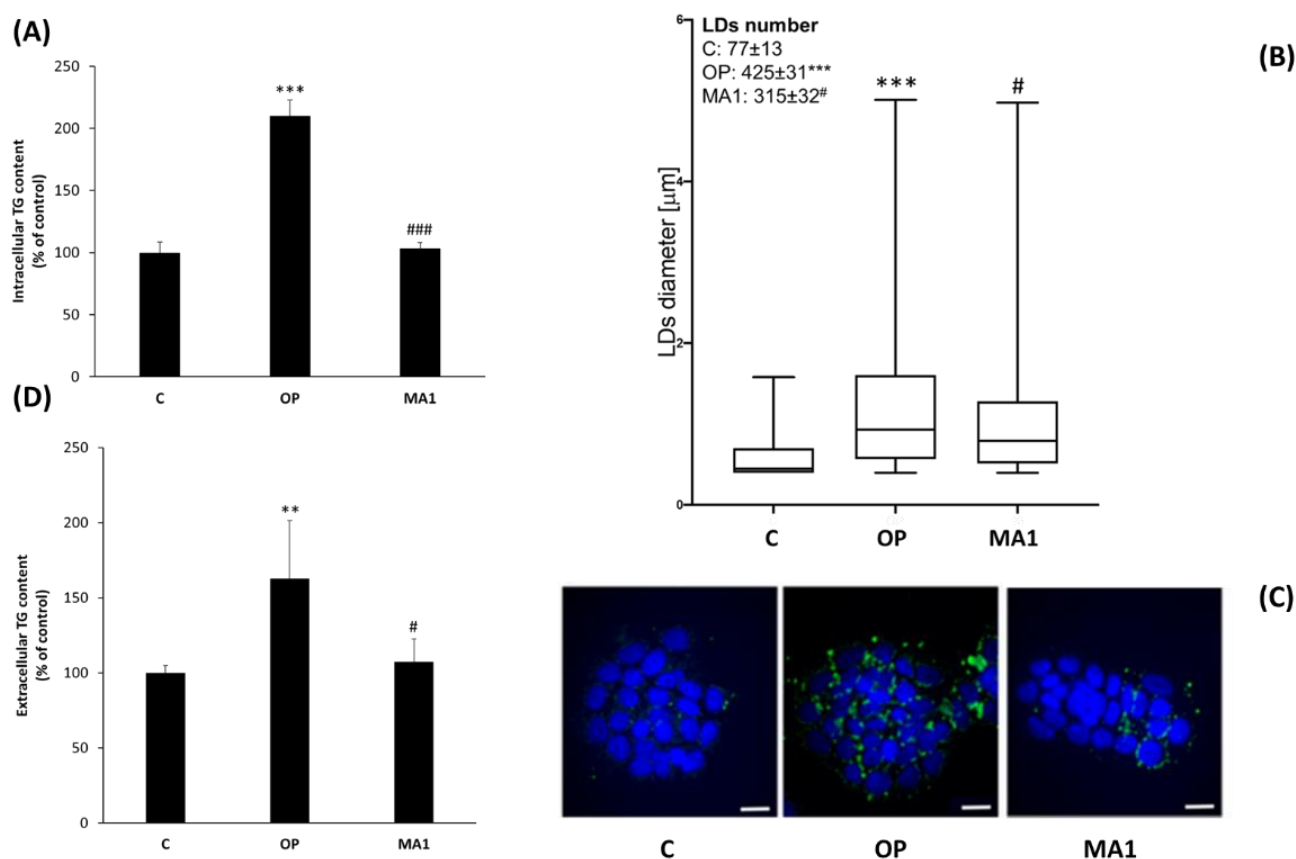 (A)
250
200
150
100
50
0
Intracellular TG content
(% of control)
***
###
C
OP
MA1
(B)
LDs number
C: 77±13
OP: 425±31***
MA1: 315±32#
6
4
2
0
LDs diameter [µm]
***
#
C
OP
MA1
(D)
250
200
150
100
50
0
Extracellular TG content
(% of control)
**
#
C
OP
MA1
(C)
C
OP
MA1